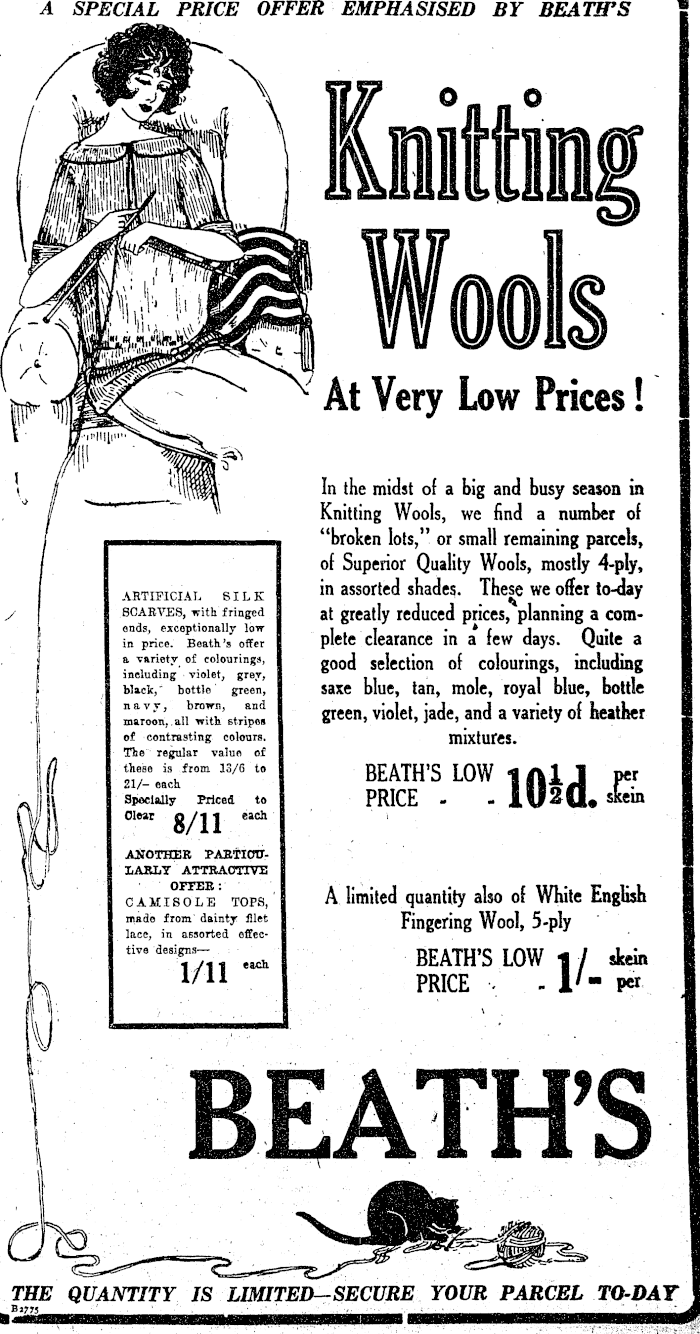 A SPECIAL PRICE OFFER EMPHASISED BY BEATH'S
Knitting
Wools
At Very Low Prices!
In the midst of a big and busy season in
Knitting Wools, we find a number of
"broken lots," or small remaining parcels,
of Superior Quality Wools, mostly 4-ply,
in assorted shades. These we offer to-day
at greatly reduced prices, planning a com-
plete clearance in a few days. Quite a
good selection of colourings, including
saxe blue, tan, mole, royal blue, bottle
green, violet, jade, and a variety of heather
mixtures.
BEATH'S LOW PRICE - - 10½d. per skein
A limited quantity also of White English
Fingering Wool, 5-ply
BEATH'S LOW PRICE - - 1/- skein per
ARTIFICIAL SILK
SCARVES, with fringed
ends, exceptionally low
in price. Beath's offer
a variety of colourings,
including violet, grey,
black, bottle green,
navy, brown, and
maroon, all with stripes
of contrasting colours.
The regular value of
these is from 13/6 to
21/- each
Specially Priced to
Clear 8/11 each
ANOTHER PARTICU-
LARLY ATTRACTIVE
OFFER:
CAMISOLE TOPS,
made from dainty filet
lace, in assorted effec-
tive designs—
1/11 each
BEATH'S
THE QUANTITY IS LIMITED—SECURE YOUR PARCEL TO-DAY
B2775